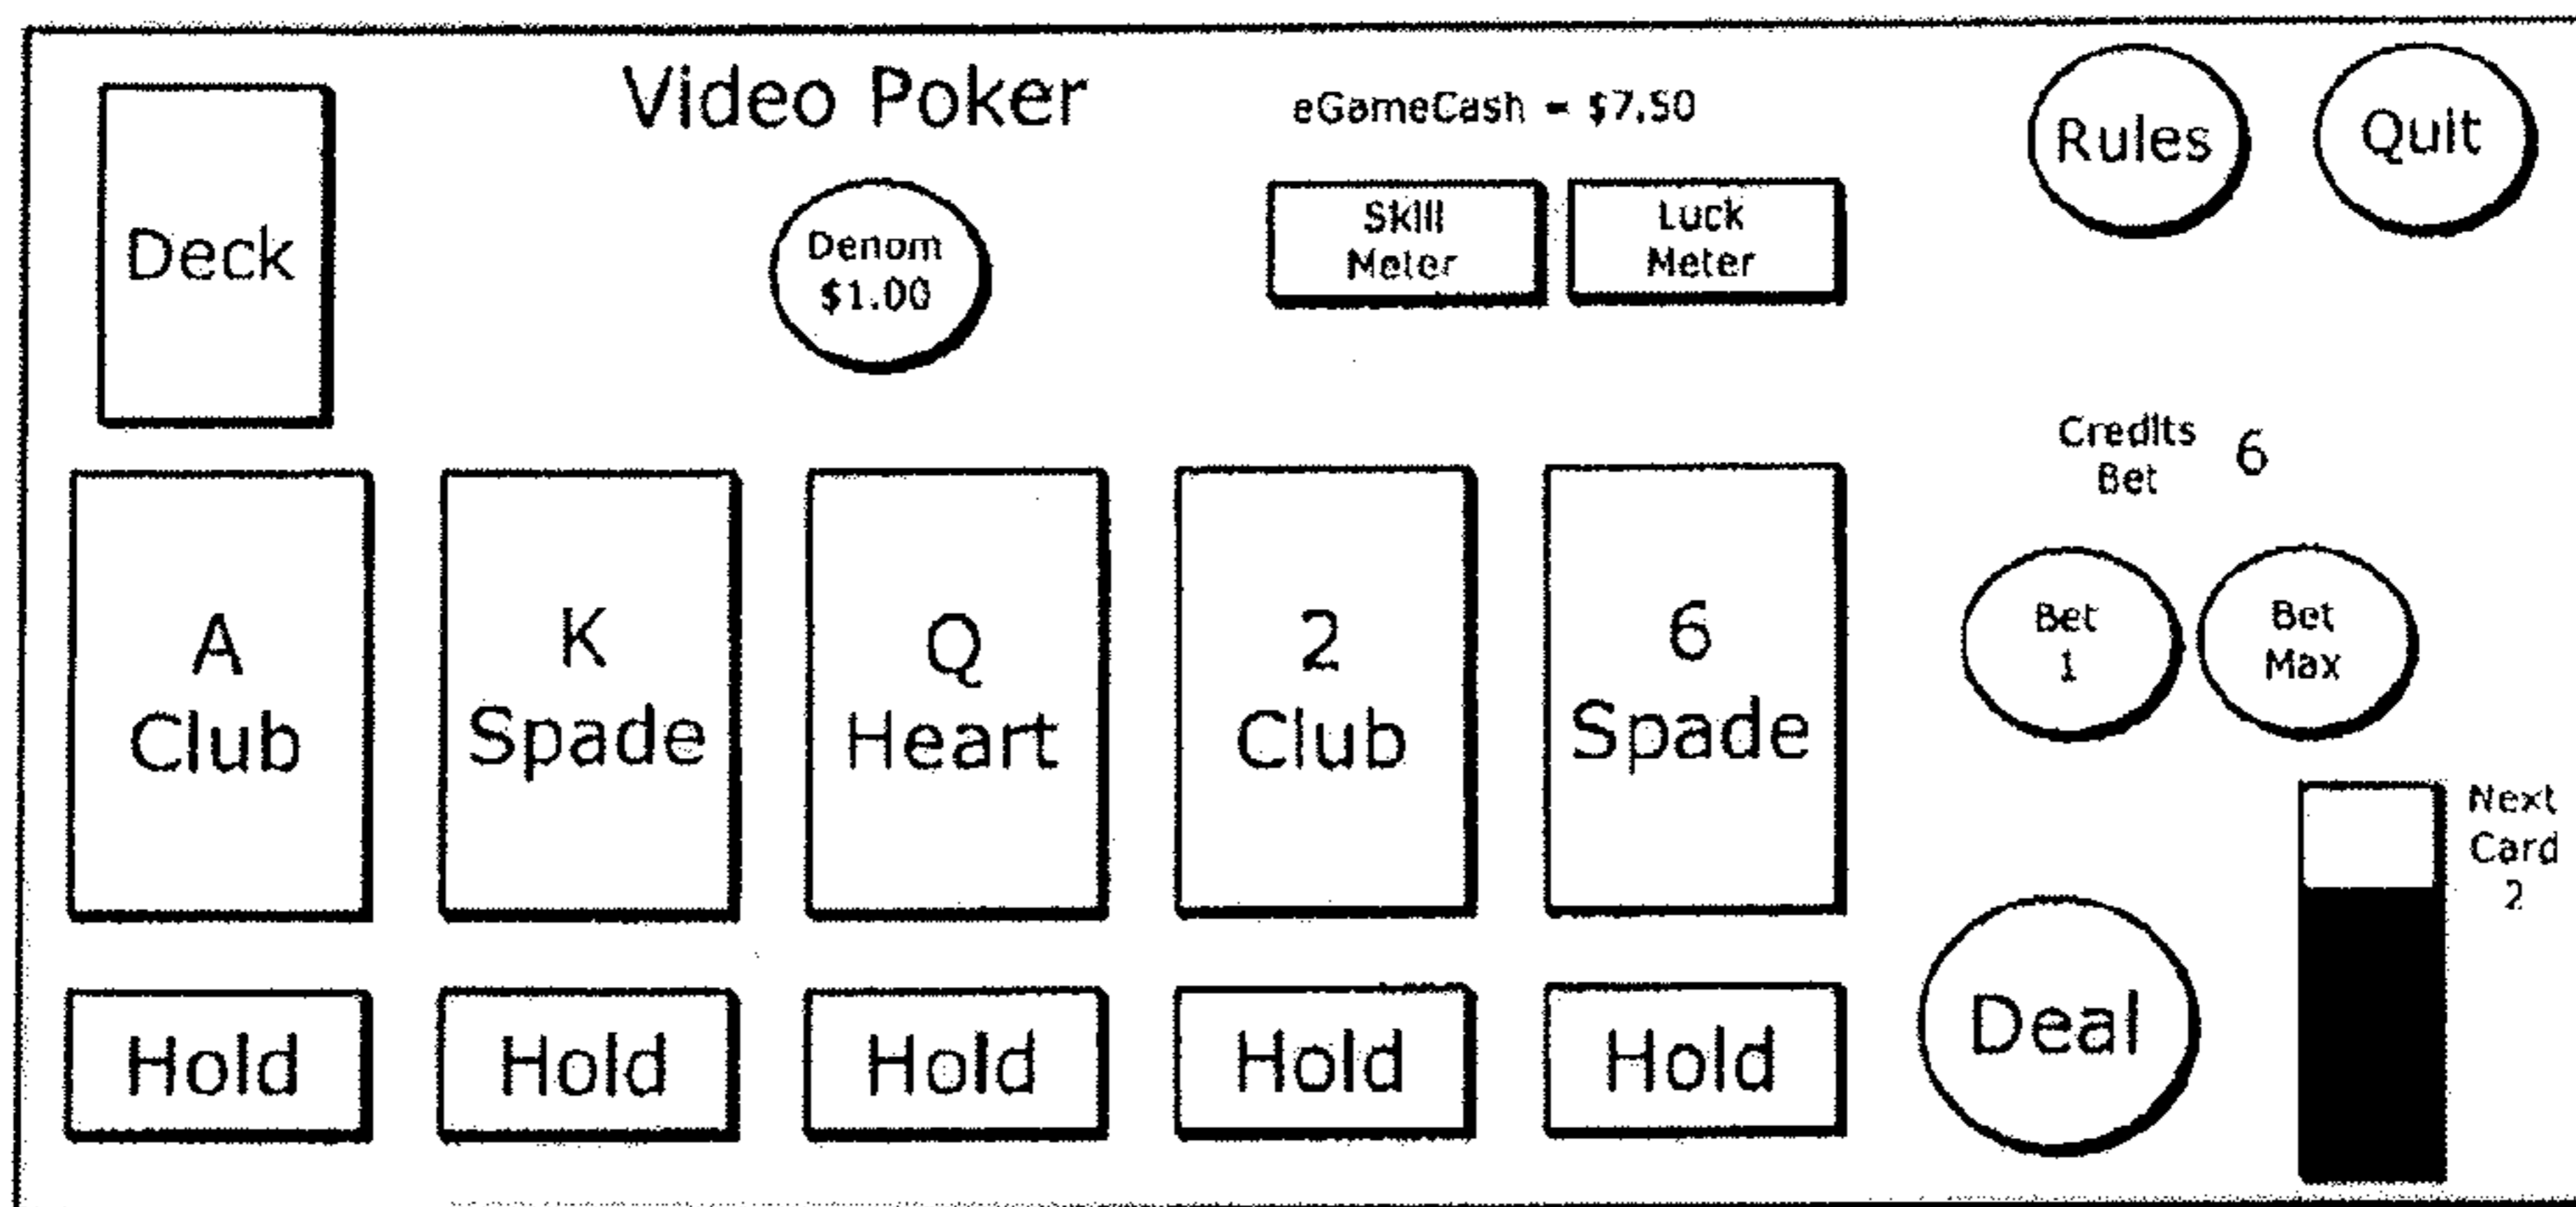 Video Poker
eGameCash = $7.50
Rules
Quit
Deck
Denom
$1.00
Skill
Meter
Luck
Meter
Credits
Bet
6
A
Club
K
Spade
Q
Heart
2
Club
6
Spade
Bet
1
Bet
Max
Next
Card
2
Deal
Hold
Hold
Hold
Hold
Hold